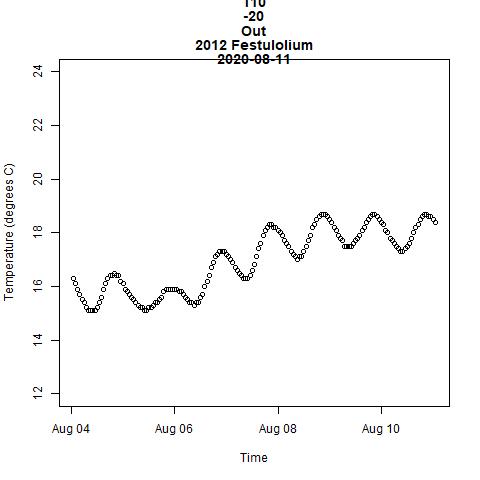 110
-20
Out
2012 Festulolium
2020-08-11
24
22
20
18
16
14
12
Temperature (degrees C)
Aug 04
Aug 06
Aug 08
Aug 10
Time